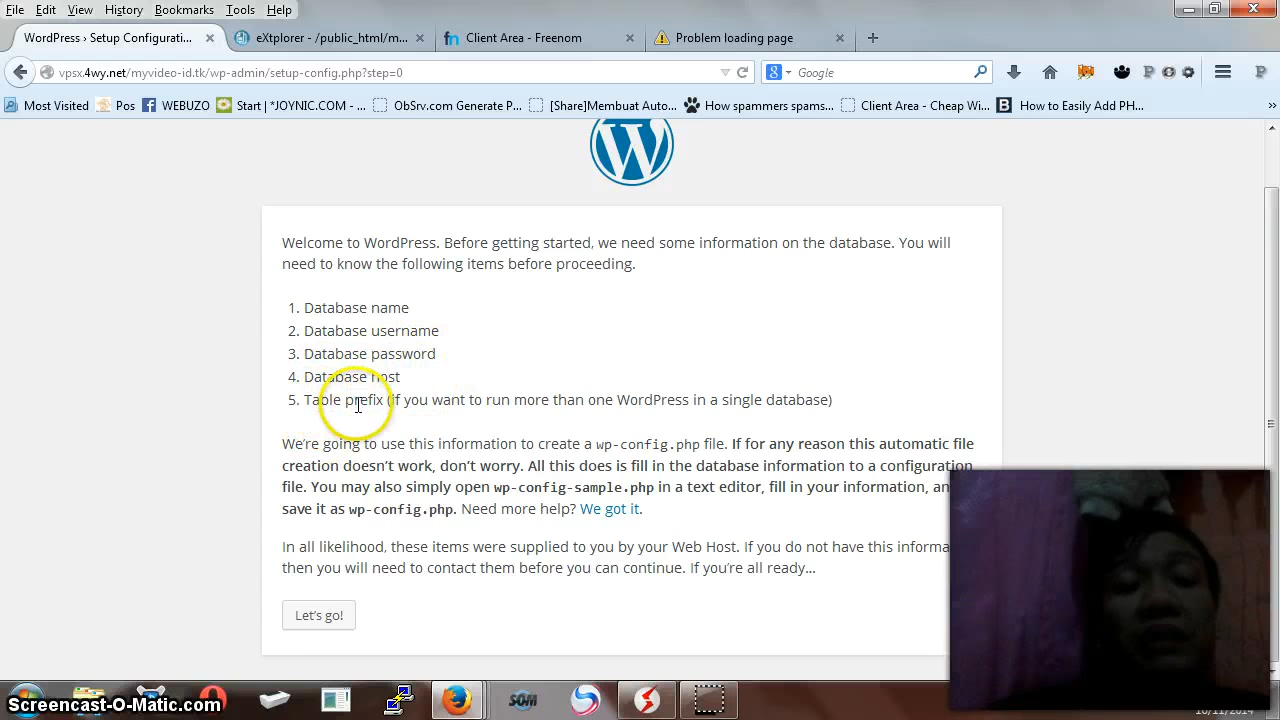 File Edit View History Bookmarks Tools Help
WordPress › Setup Configurati... × eXtplorer - /public_html/m... × Client Area - Freenom × Problem loading page × +
vpsx.4wy.net/myvideo-id.tk/wp-admin/setup-config.php?step=0 Google
Most Visited Pos WEBUZO Start | *JOYNIC.COM - ... ObSrv.com Generate P... [Share]Membuat Auto... How spammers spams... Client Area - Cheap Wi... How to Easily Add PH... »
Welcome to WordPress. Before getting started, we need some information on the database. You will
need to know the following items before proceeding.
1. Database name
2. Database username
3. Database password
4. Database host
5. Table prefix (if you want to run more than one WordPress in a single database)
We're going to use this information to create a wp-config.php file. If for any reason this automatic file
creation doesn't work, don't worry. All this does is fill in the database information to a configuration
file. You may also simply open wp-config-sample.php in a text editor, fill in your information, an
save it as wp-config.php. Need more help? We got it.
In all likelihood, these items were supplied to you by your Web Host. If you do not have this informa
then you will need to contact them before you can continue. If you're all ready...
Let's go!
SOM
Screencast-O-Matic.com